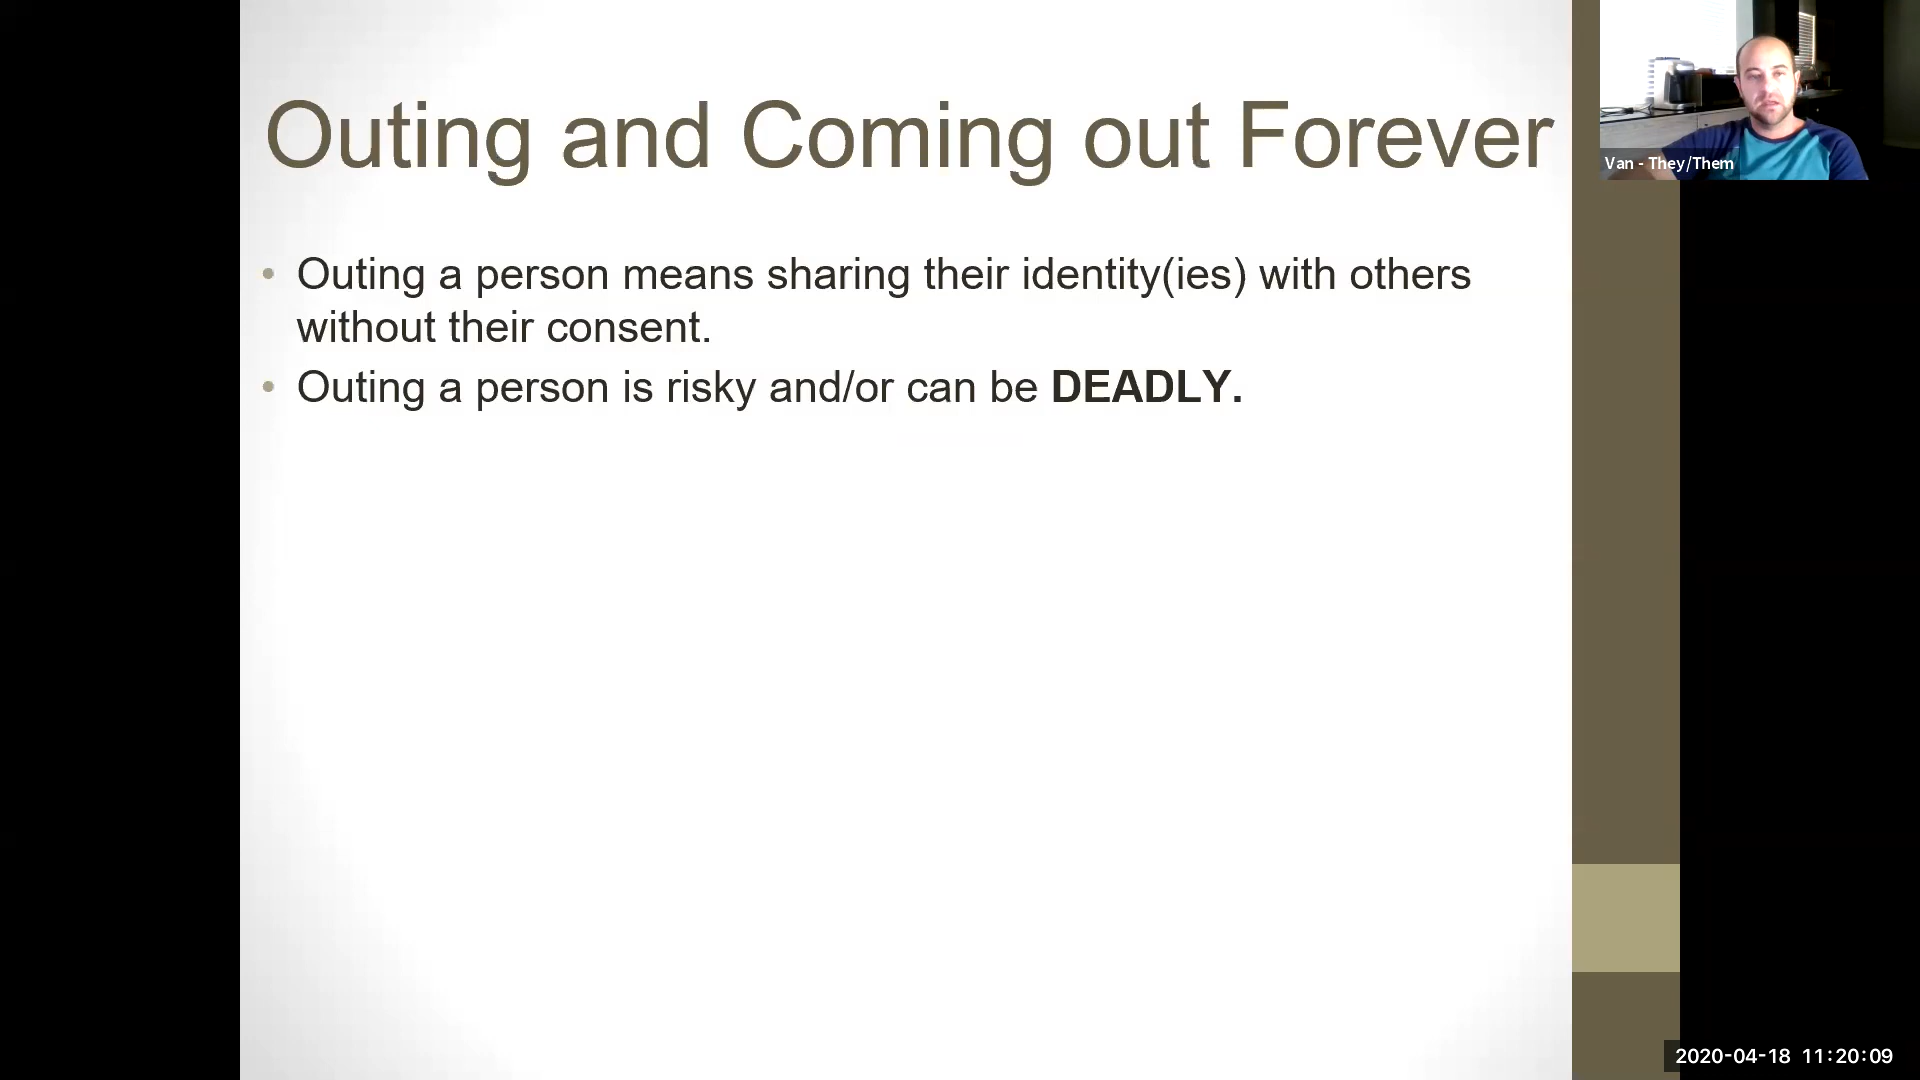 Outing and Coming out Forever
Van - They/Them
• Outing a person means sharing their identity(ies) with others
without their consent.
• Outing a person is risky and/or can be DEADLY.
2020-04-18 11:20:09